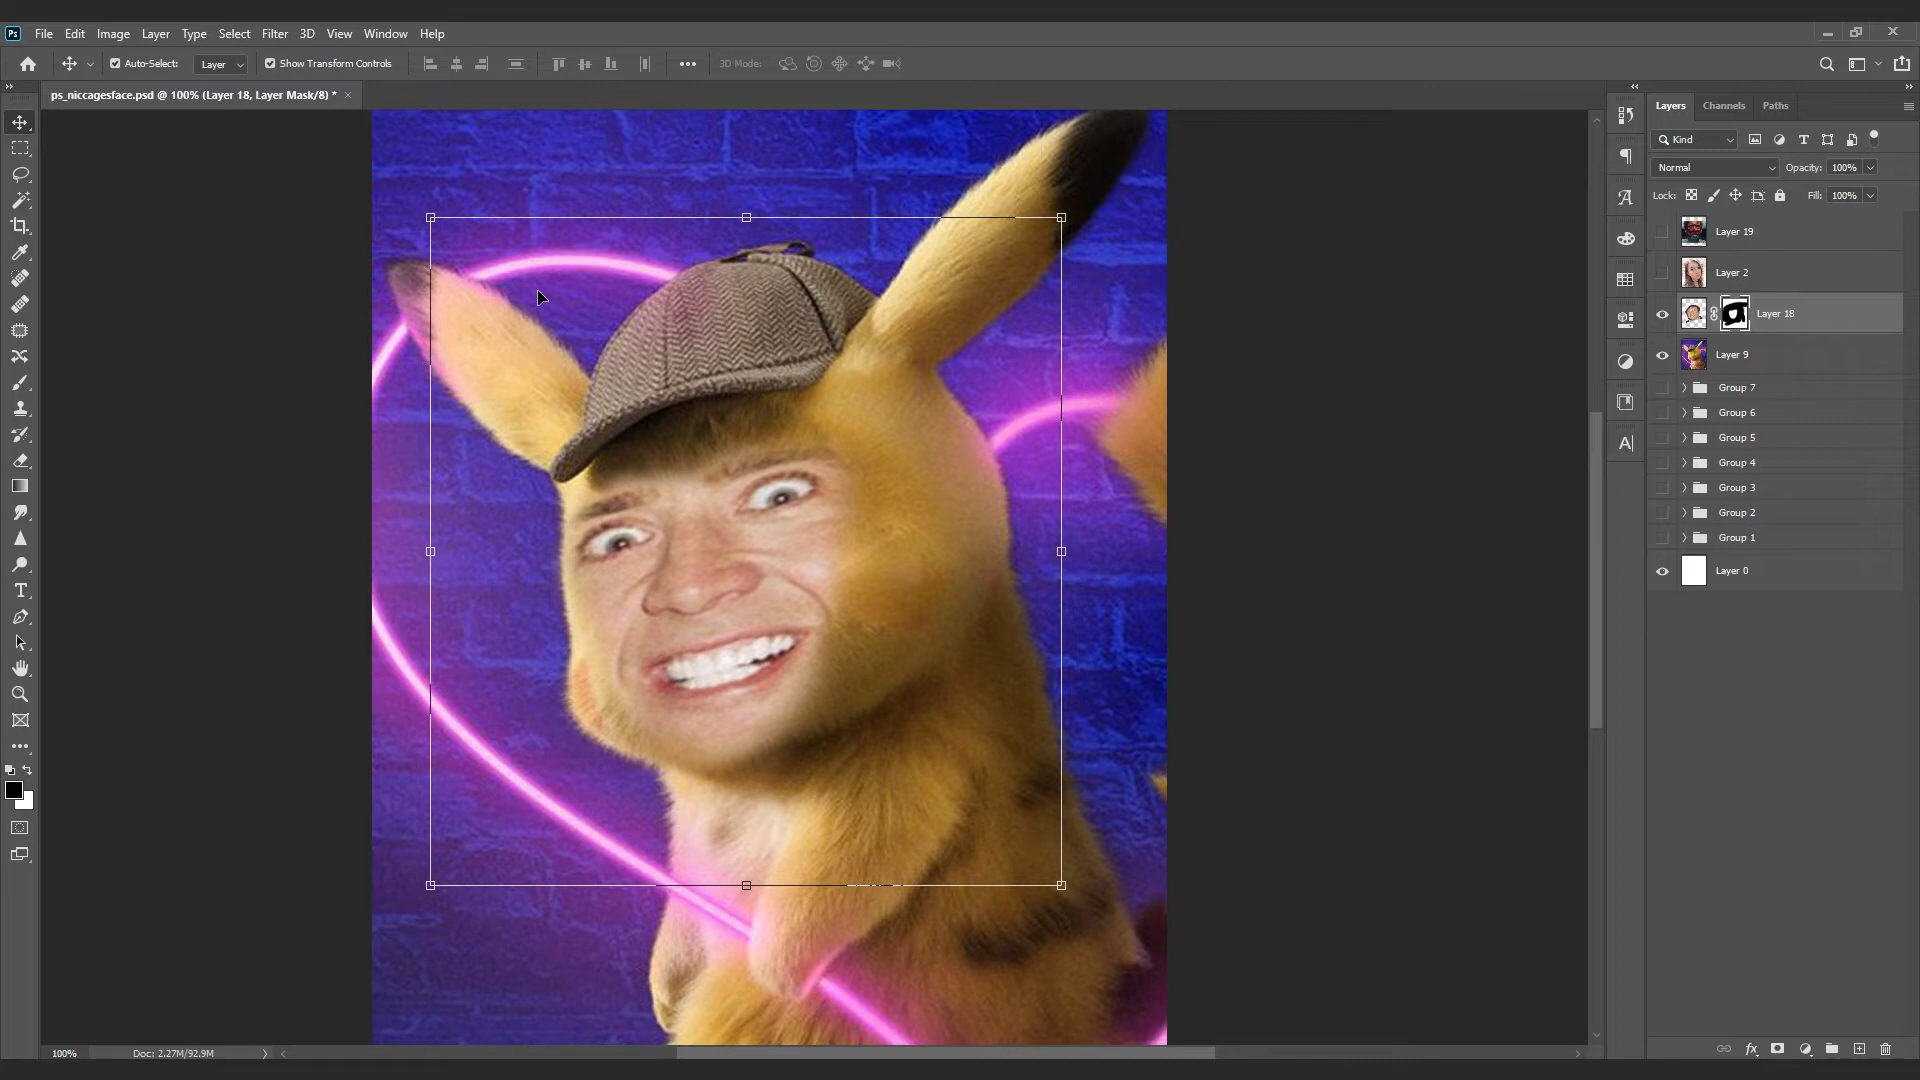 Ps File Edit Image Layer Type Select Filter 3D View Window Help
Auto-Select: Layer Show Transform Controls 3D Mode:
ps_niccagesface.psd @ 100% (Layer 18, Layer Mask/8) *
Layers Channels Paths
Kind
Normal Opacity: 100%
Lock: Fill: 100%
Layer 19
Layer 2
Layer 18
Layer 9
Group 7
Group 6
Group 5
Group 4
Group 3
Group 2
Group 1
Layer 0
100% Doc: 2.27M/92.9M